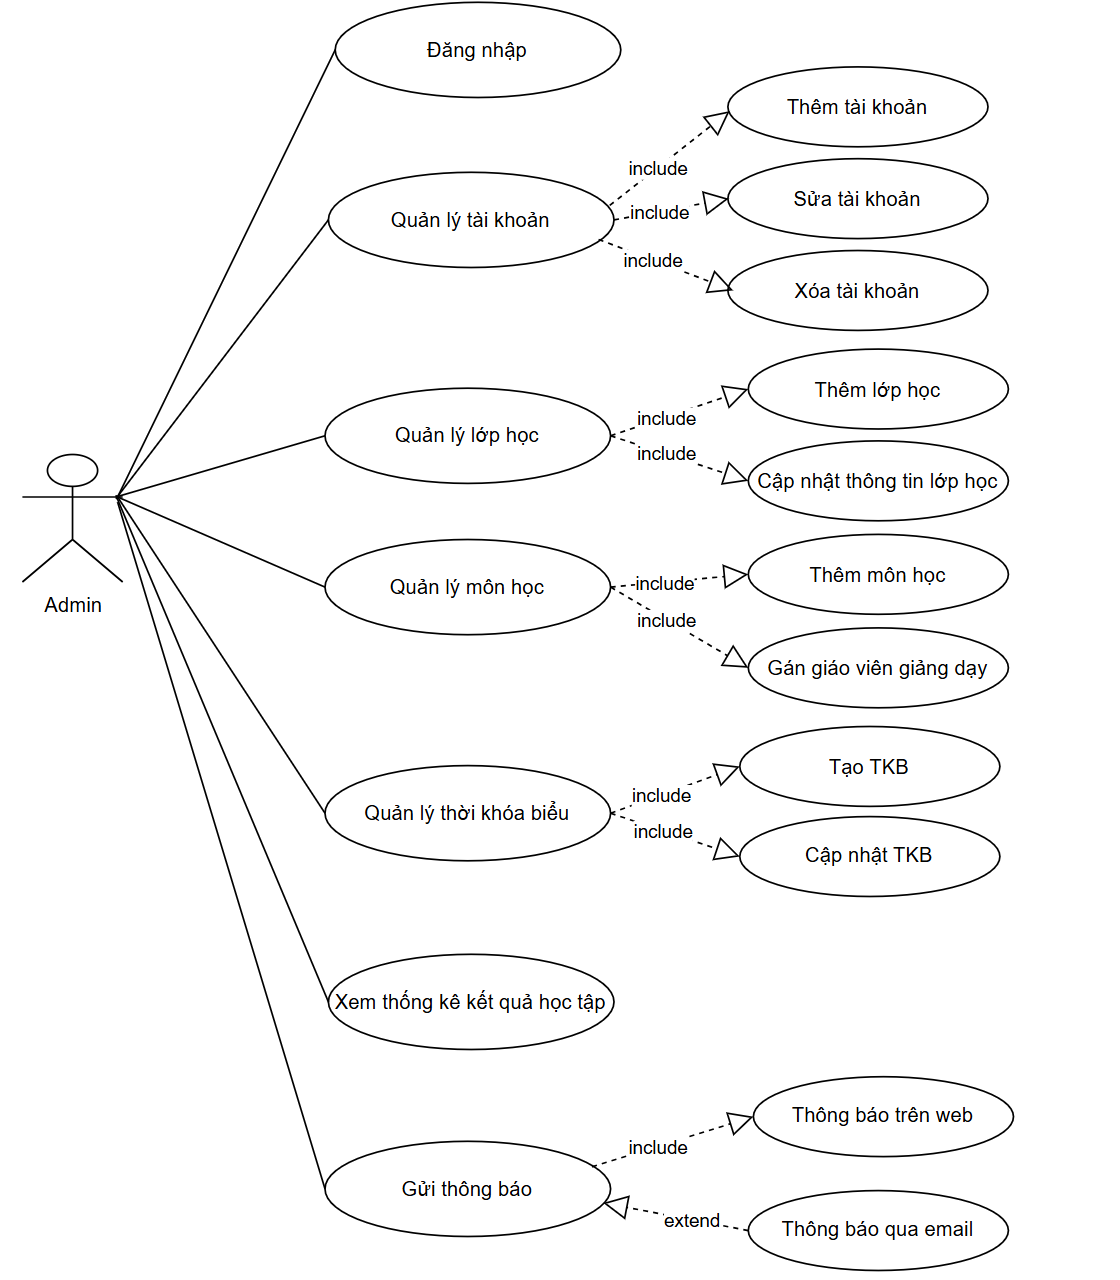 Đăng nhập
Thêm tài khoản
include
Sửa tài khoản
include
Quản lý tài khoản
include
Xóa tài khoản
Thêm lớp học
include
Quản lý lớp học
include
Cập nhật thông tin lớp học
Thêm môn học
include
Quản lý môn học
Admin
include
Gán giáo viên giảng dạy
Tạo TKB
include
Quản lý thời khóa biểu
include
Cập nhật TKB
Xem thống kê kết quả học tập
Thông báo trên web
include
Gửi thông báo
extend
Thông báo qua email